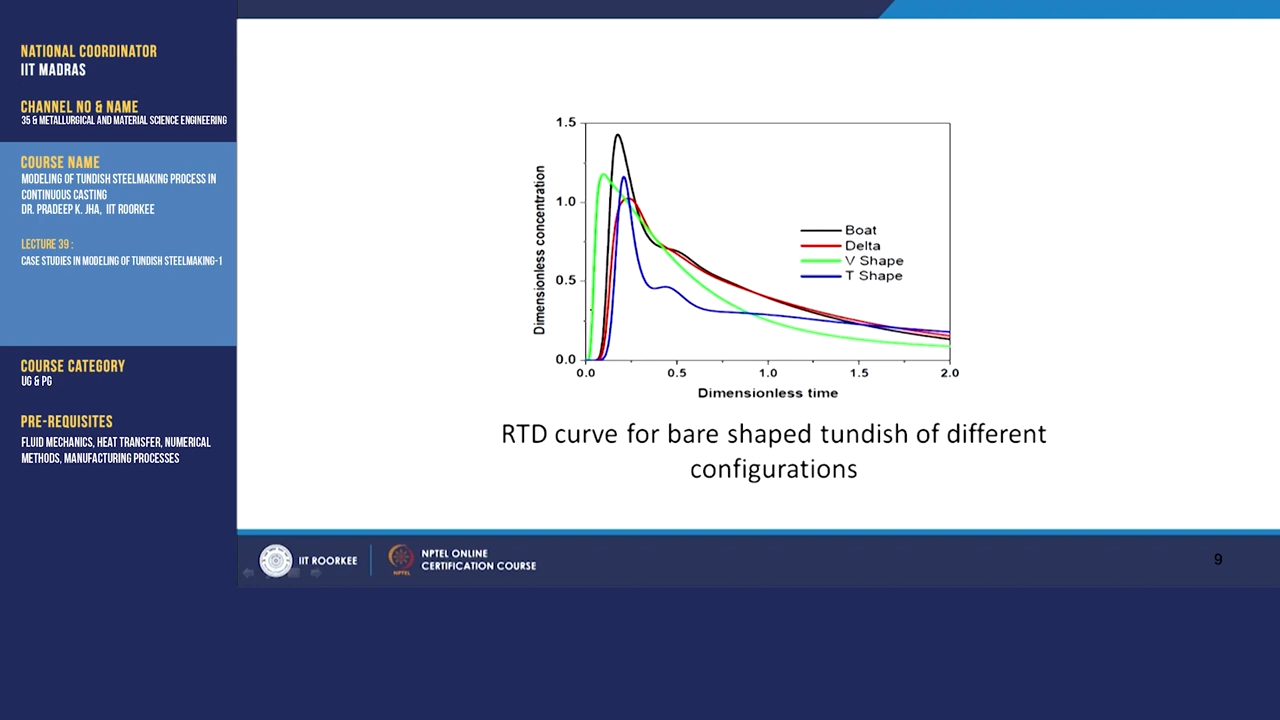 NATIONAL COORDINATOR
IIT MADRAS
CHANNEL NO & NAME
35 & METALLURGICAL AND MATERIAL SCIENCE ENGINEERING
COURSE NAME
MODELING OF TUNDISH STEELMAKING PROCESS IN
CONTINUOUS CASTING
DR. PRADEEP K. JHA, IIT ROORKEE
LECTURE 39 :
CASE STUDIES IN MODELING OF TUNDISH STEELMAKING-1
COURSE CATEGORY
UG & PG
PRE-REQUISITES
FLUID MECHANICS, HEAT TRANSFER, NUMERICAL
METHODS, MANUFACTURING PROCESSES
Dimensionless concentration
1.5
1.0
0.5
0.0
Boat
Delta
V Shape
T Shape
0.0 0.5 1.0 1.5 2.0
Dimensionless time
RTD curve for bare shaped tundish of different
configurations
IIT ROORKEE
NPTEL
NPTEL ONLINE
CERTIFICATION COURSE
9